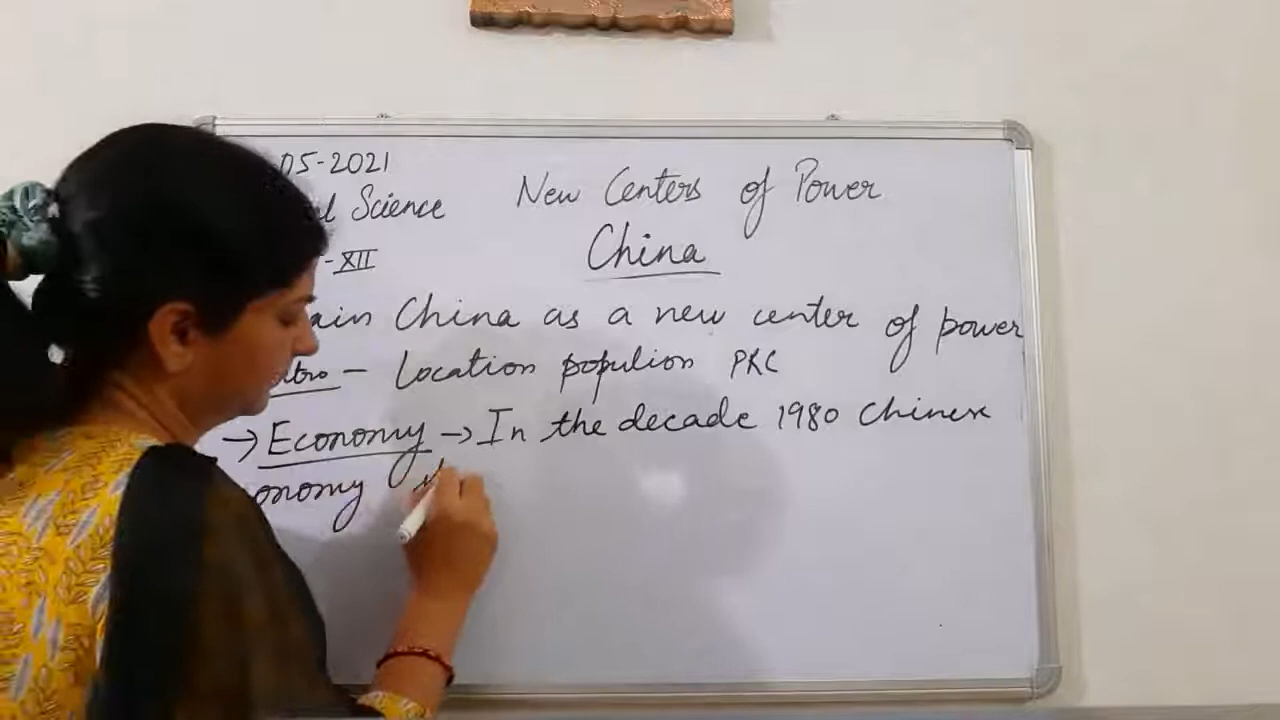 05-2021
Science
New Centers of Power
-XII
China
China as a new center of power
- Location populion PRC
→ Economy → In the decade 1980 Chinese